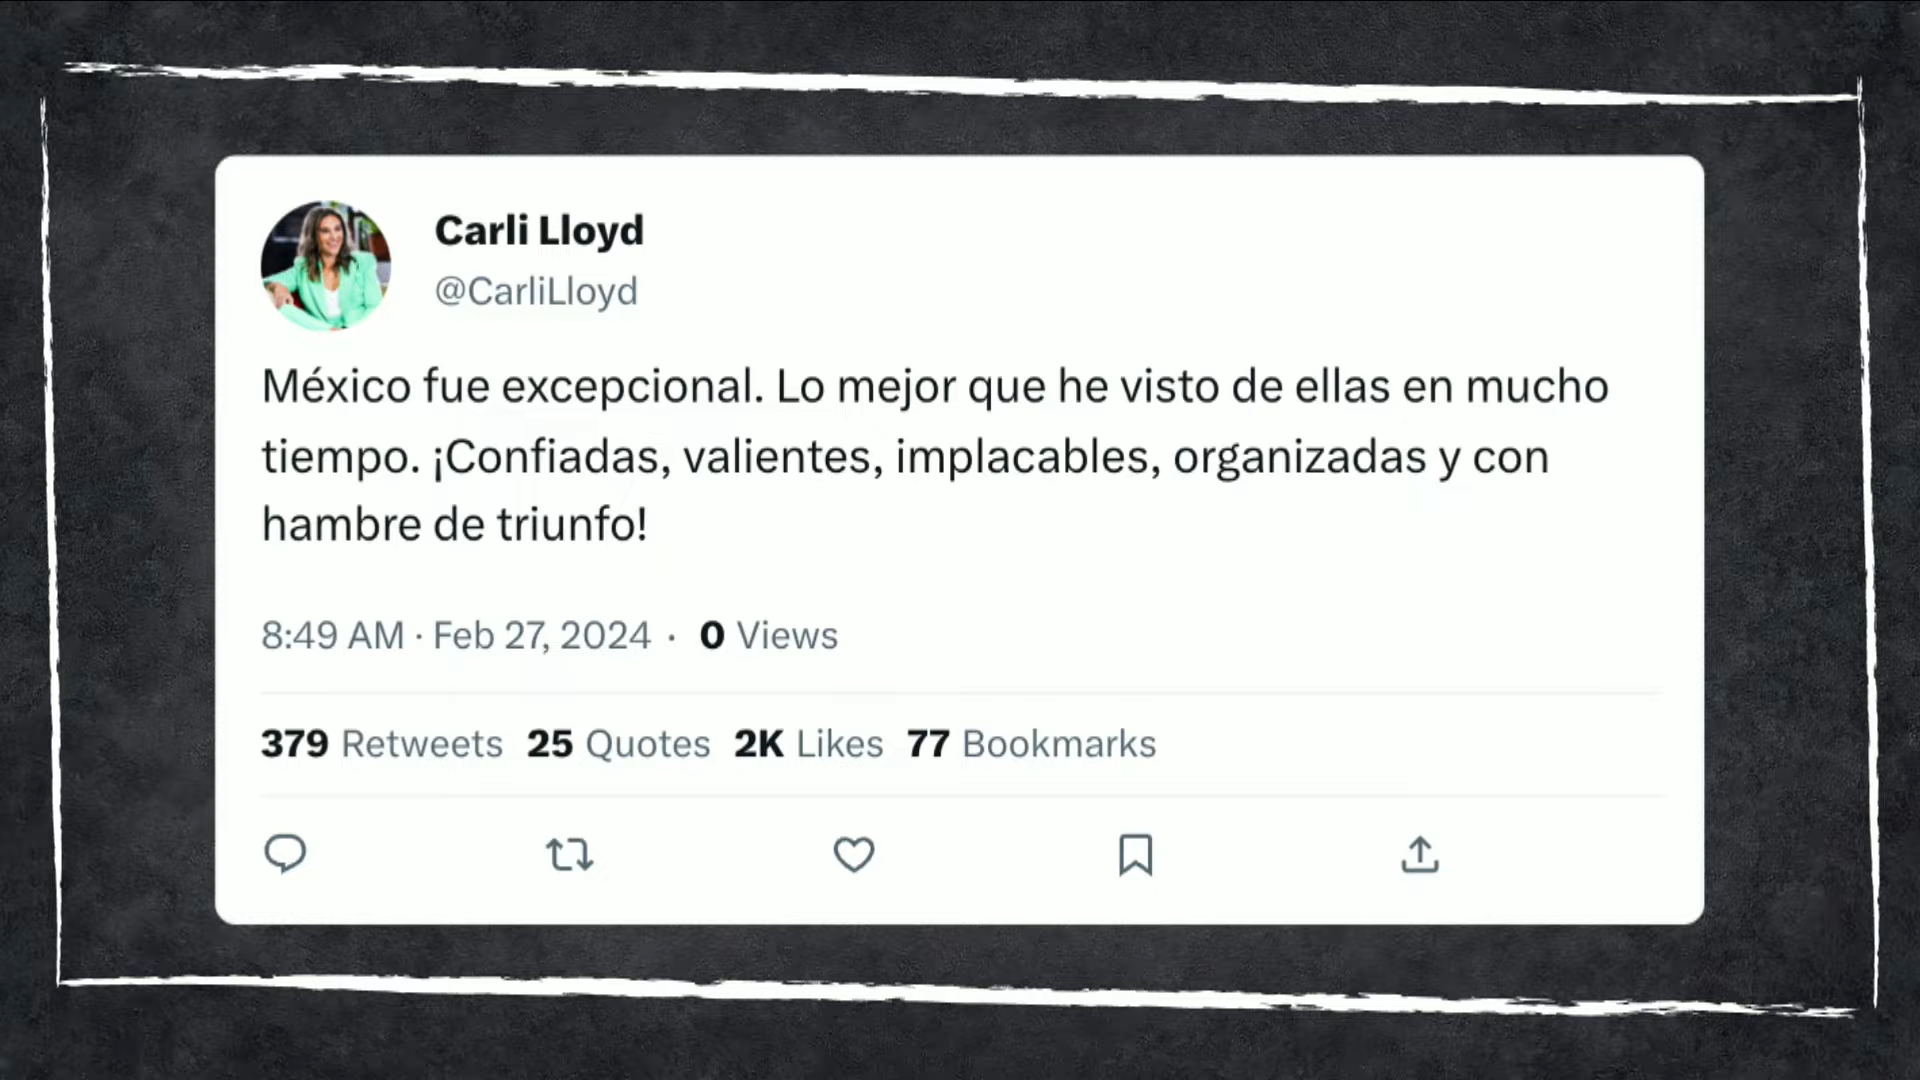 Carli Lloyd
@CarliLloyd
México fue excepcional. Lo mejor que he visto de ellas en mucho
tiempo. ¡Confiadas, valientes, implacables, organizadas y con
hambre de triunfo!
8:49 AM · Feb 27, 2024 · 0 Views
379 Retweets 25 Quotes 2K Likes 77 Bookmarks